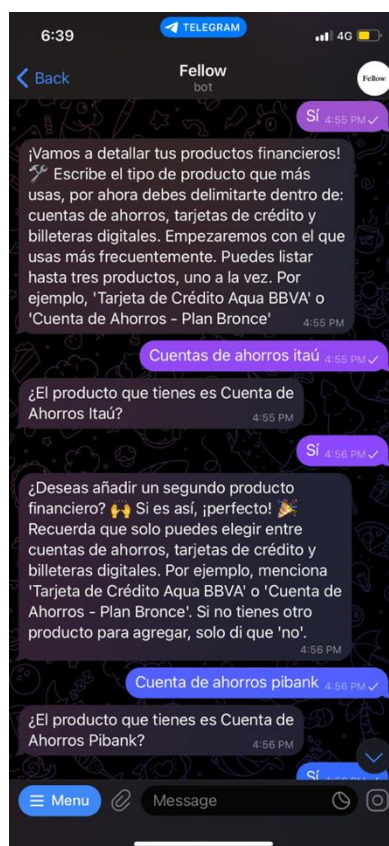 6:39
TELEGRAM
4G
Back
Fellow
bot
Fellow
Sí 4:55 PM
¡Vamos a detallar tus productos financieros!
🛠️ Escribe el tipo de producto que más
usas, por ahora debes delimitarte dentro de:
cuentas de ahorros, tarjetas de crédito y
billeteras digitales. Empezaremos con el que
usas más frecuentemente. Puedes listar
hasta tres productos, uno a la vez. Por
ejemplo, 'Tarjeta de Crédito Aqua BBVA' o
'Cuenta de Ahorros - Plan Bronce' 4:55 PM
Cuentas de ahorros itaú 4:55 PM
¿El producto que tienes es Cuenta de
Ahorros Itaú? 4:55 PM
Sí 4:56 PM
¿Deseas añadir un segundo producto
financiero? 🙌 Si es así, ¡perfecto! 🎉
Recuerda que solo puedes elegir entre
cuentas de ahorros, tarjetas de crédito y
billeteras digitales. Por ejemplo, menciona
'Tarjeta de Crédito Aqua BBVA' o 'Cuenta de
Ahorros - Plan Bronce'. Si no tienes otro
producto para agregar, solo di que 'no'.
4:56 PM
Cuenta de ahorros pibank 4:56 PM
¿El producto que tienes es Cuenta de
Ahorros Pibank? 4:56 PM
Sí
Menu
Message